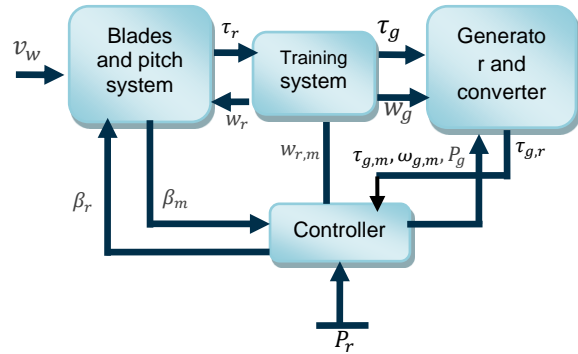 v_w
Blades
and pitch
system
τ_r
w_r
Training
system
τ_g
w_g
Generato
r and
converter
w_{r,m}
τ_{g,m}, ω_{g,m}, P_g
τ_{g,r}
β_r
β_m
Controller
P_r